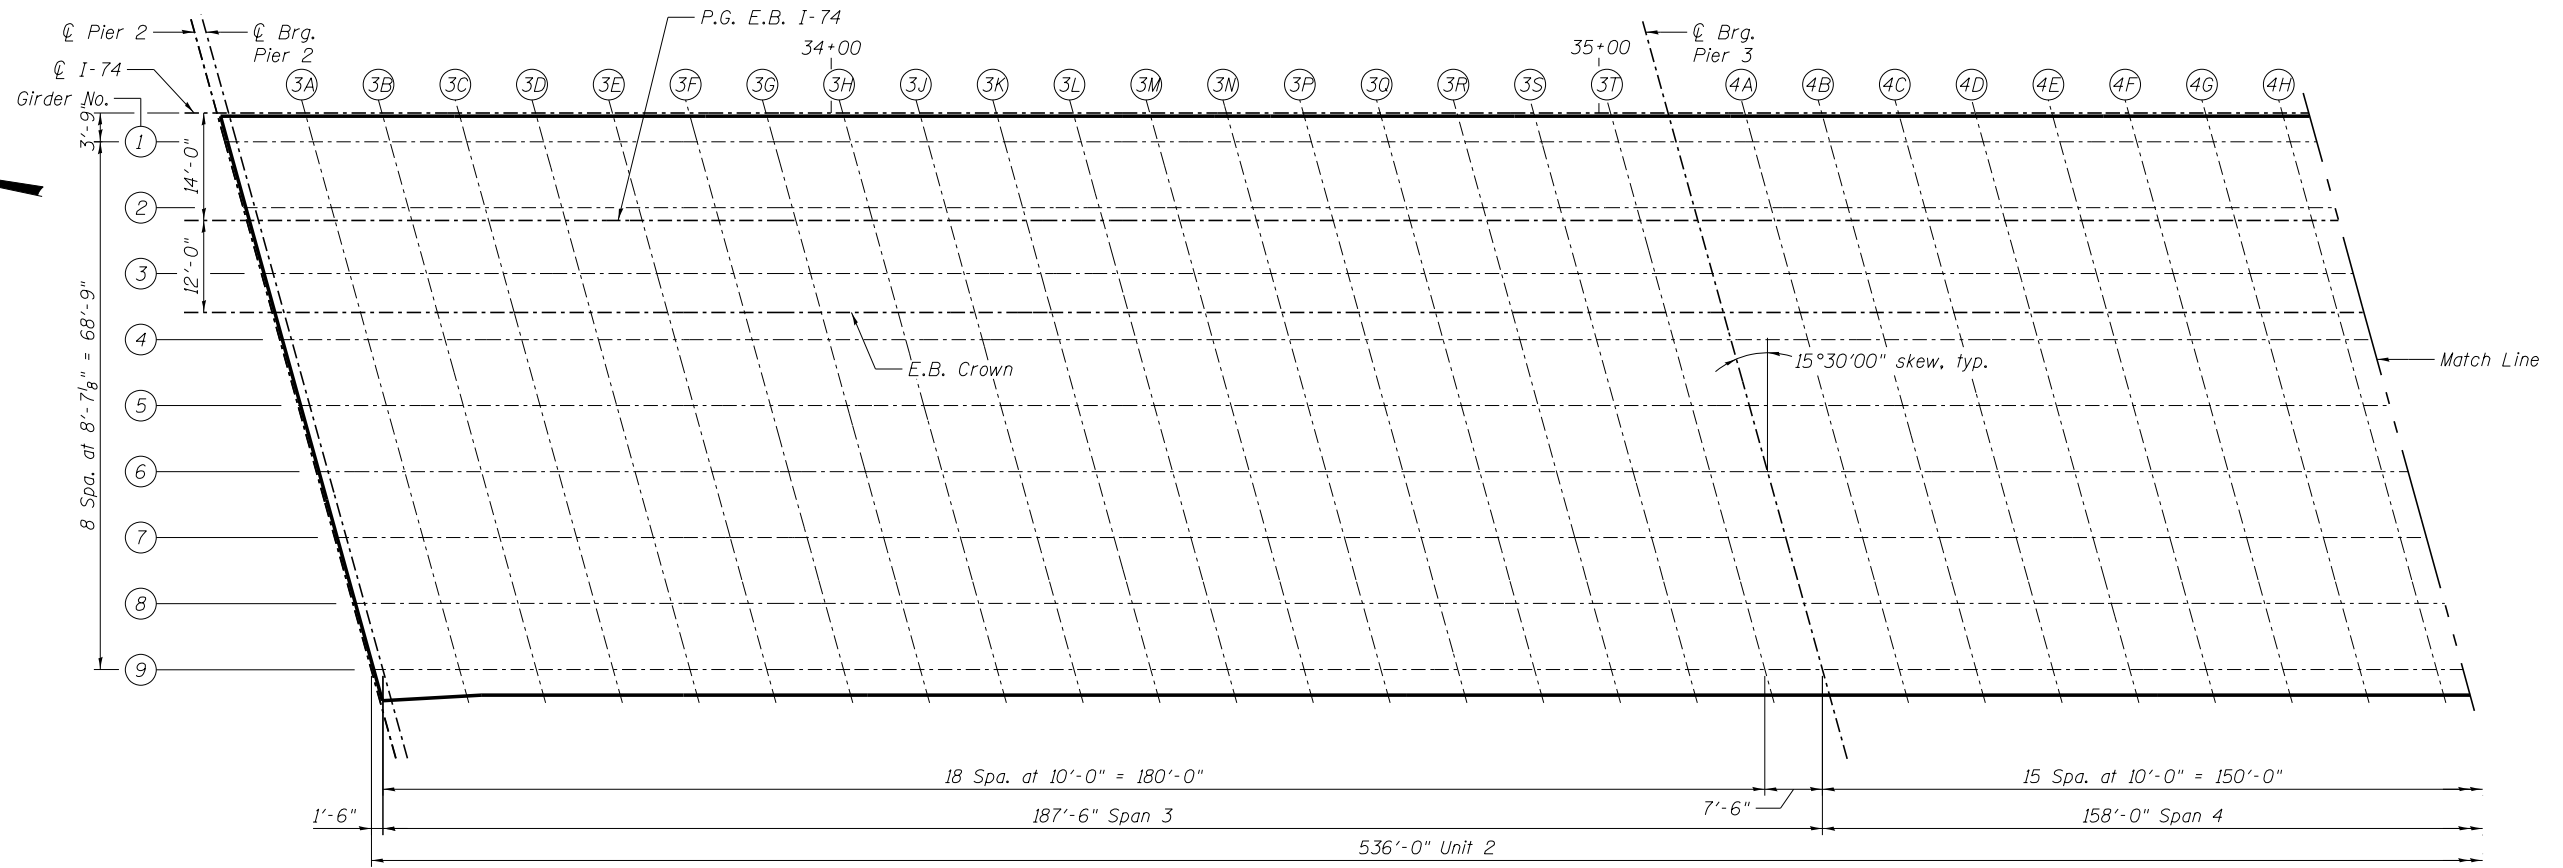 P.G. E.B. I-74
℄ Pier 2
℄ Brg.
Pier 2
34+00
35+00
℄ Brg.
Pier 3
℄ I-74
3A 3B 3C 3D 3E 3F 3G 3H 3J 3K 3L 3M 3N 3P 3Q 3R 3S 3T 4A 4B 4C 4D 4E 4F 4G 4H
Girder No.
3'-9"
1
14'-0"
2
12'-0"
3
4
E.B. Crown
15°30'00" skew, typ.
Match Line
8 Spa. at 8'-7 1/8" = 68'-9"
5
6
7
8
9
18 Spa. at 10'-0" = 180'-0"
15 Spa. at 10'-0" = 150'-0"
7'-6"
1'-6"
187'-6" Span 3
158'-0" Span 4
536'-0" Unit 2